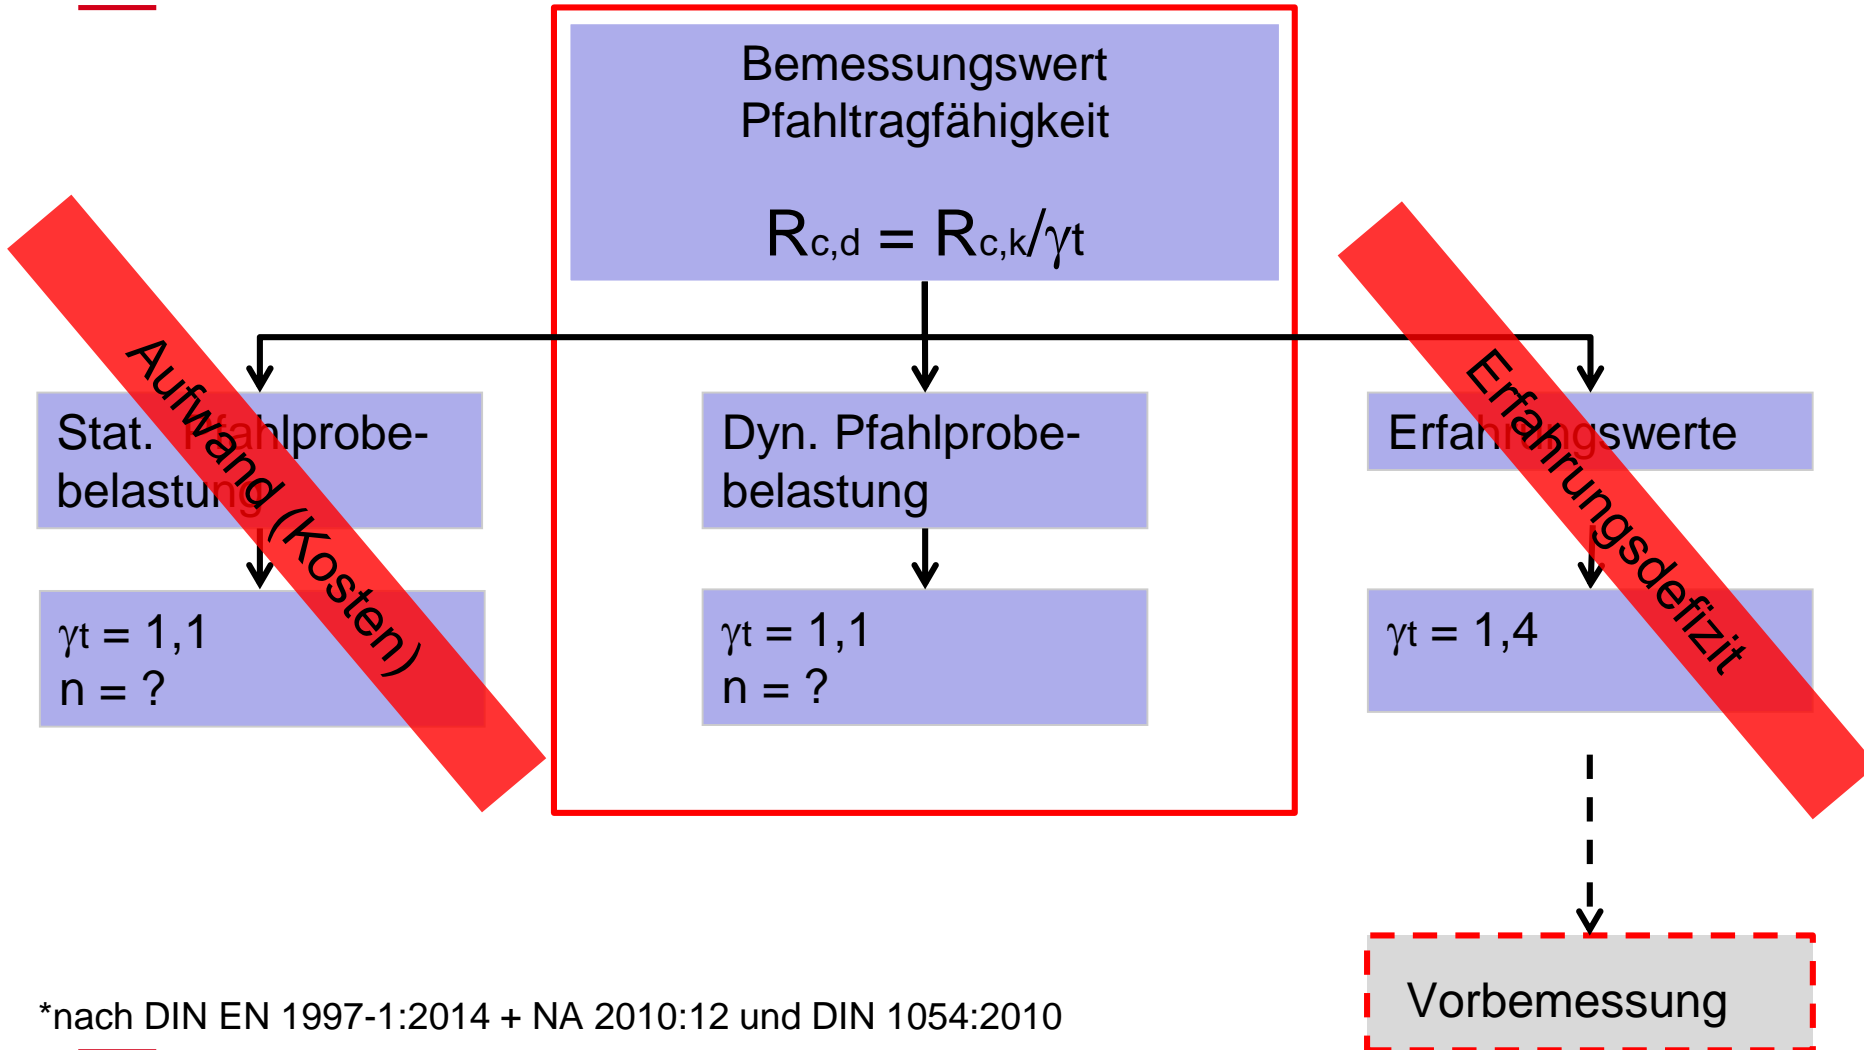 Bemessungswert
Pfahltragfähigkeit
Rc,d = Rc,k/γt
Aufwand (Kosten)
Stat. Pfahlprobe-
belastung
γt = 1,1
n = ?
Dyn. Pfahlprobe-
belastung
γt = 1,1
n = ?
Erfahrungsdefizit
Erfahrungswerte
γt = 1,4
Vorbemessung
*nach DIN EN 1997-1:2014 + NA 2010:12 und DIN 1054:2010